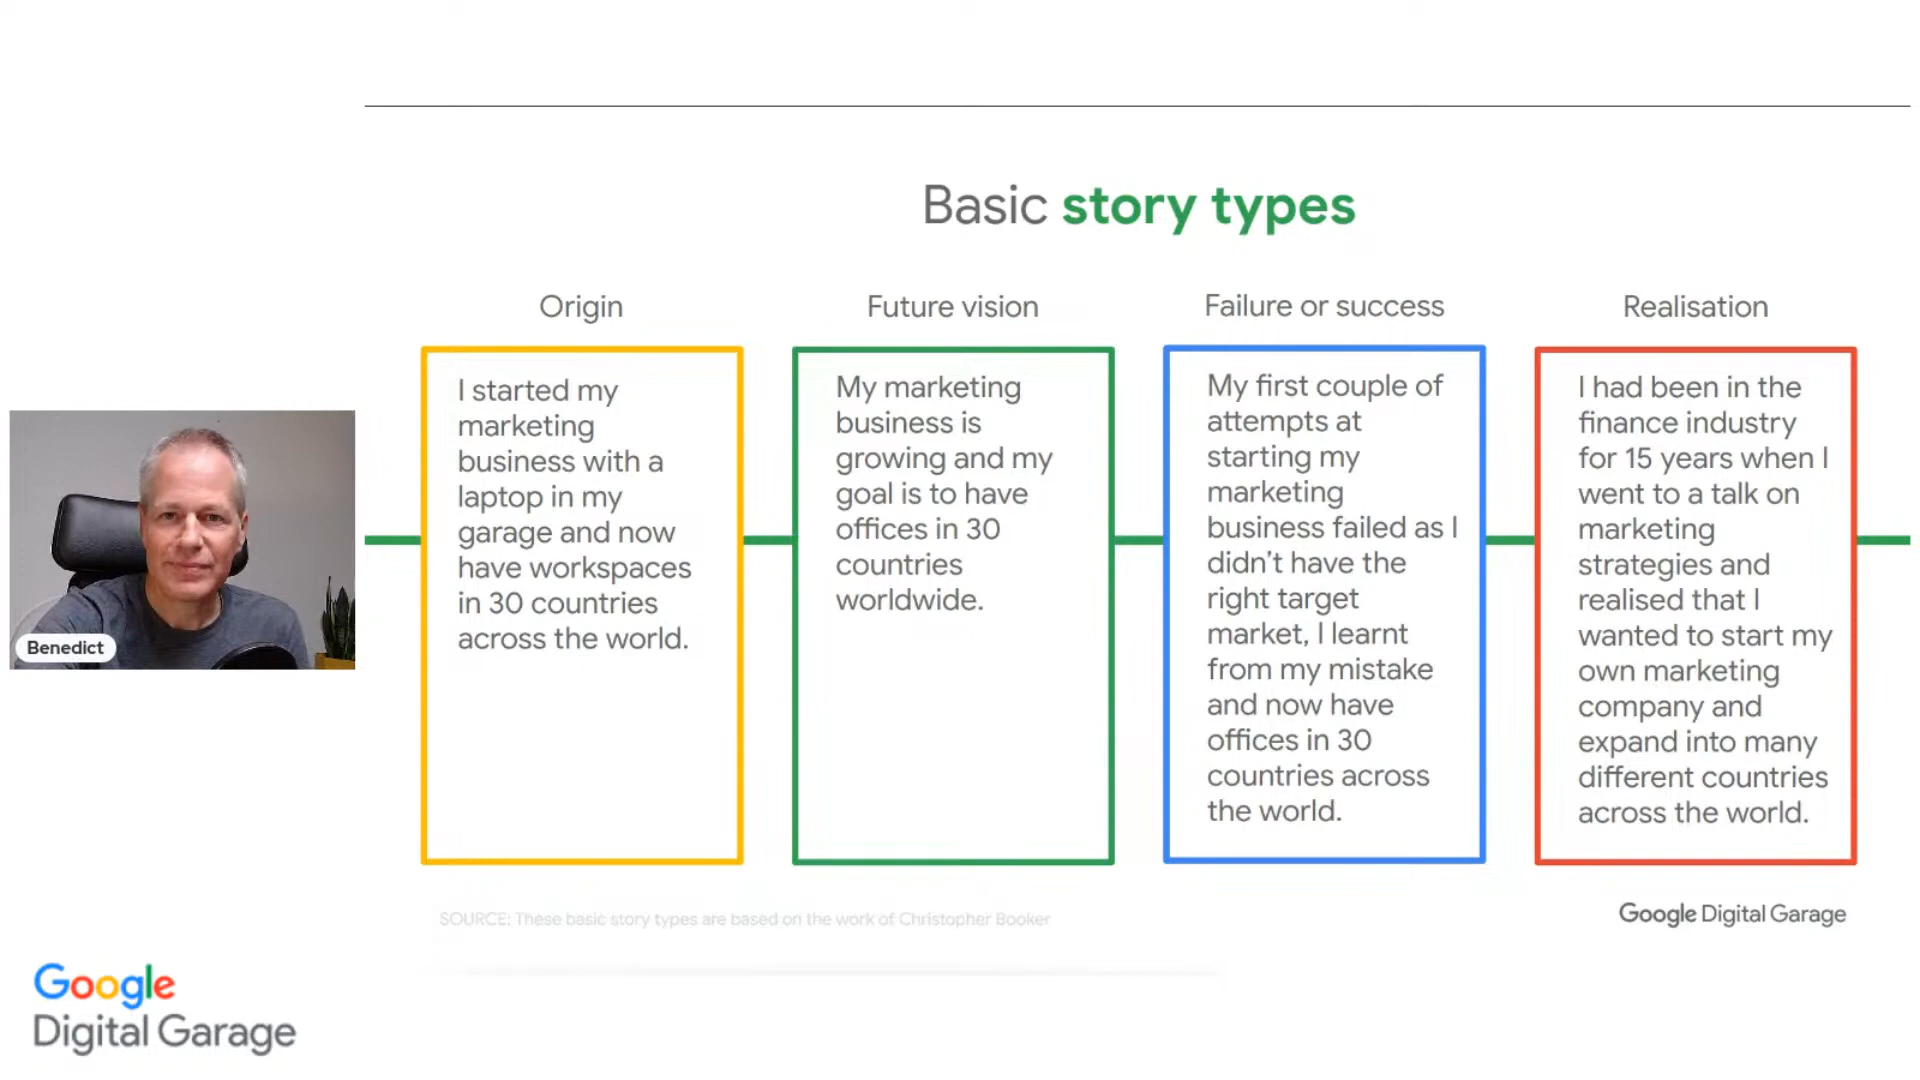 Basic story types
Origin
I started my
marketing
business with a
laptop in my
garage and now
have workspaces
in 30 countries
across the world.
Future vision
My marketing
business is
growing and my
goal is to have
offices in 30
countries
worldwide.
Failure or success
My first couple of
attempts at
starting my
marketing
business failed as I
didn't have the
right target
market, I learnt
from my mistake
and now have
offices in 30
countries across
the world.
Realisation
I had been in the
finance industry
for 15 years when I
went to a talk on
marketing
strategies and
realised that I
wanted to start my
own marketing
company and
expand into many
different countries
across the world.
Benedict
SOURCE: These basic story types are based on the work of Christopher Booker
Google Digital Garage
Google
Digital Garage